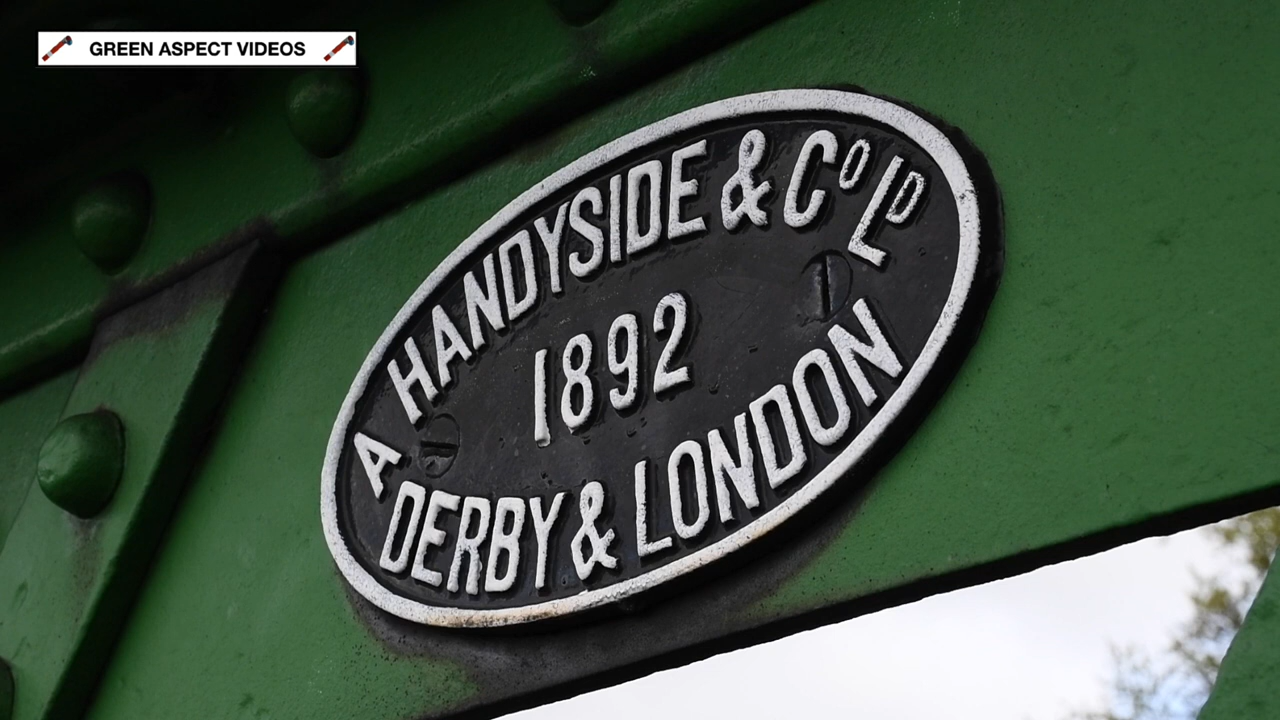 GREEN ASPECT VIDEOS
A HANDYSIDE & Co LD
1892
DERBY & LONDON